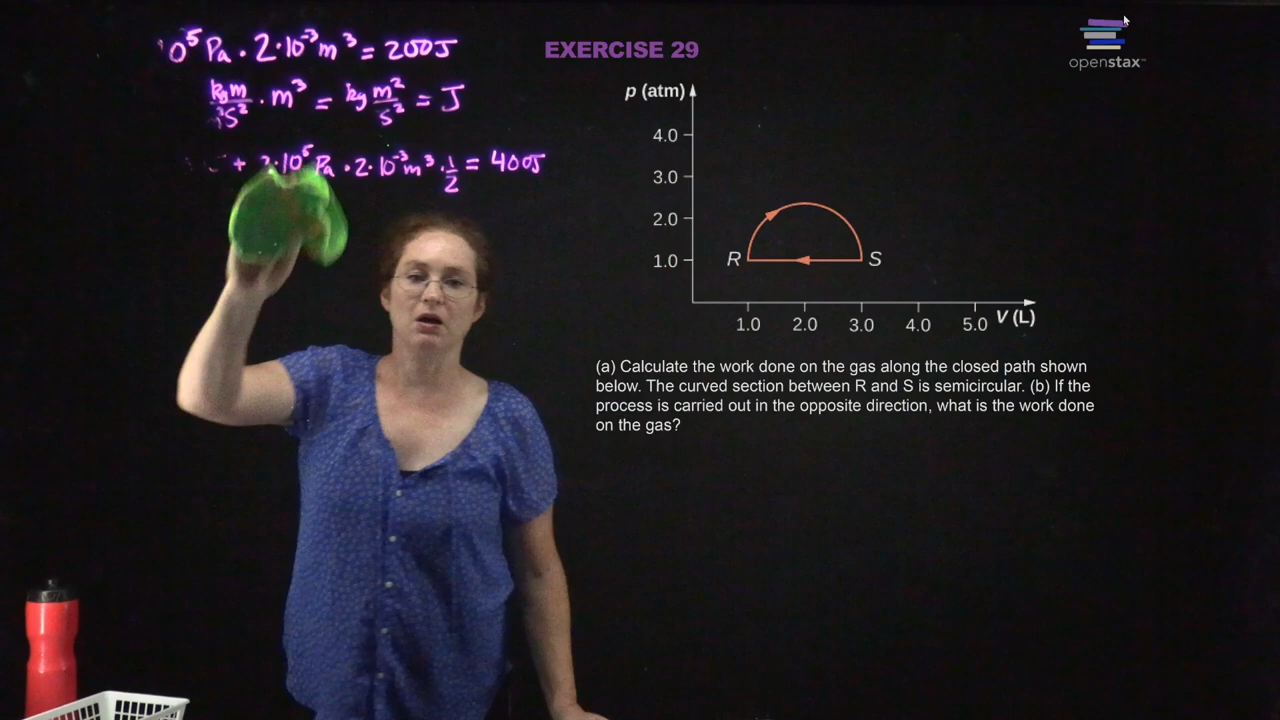 10⁵ Pa · 2·10⁻³ m³ = 200J
m³ = kg m²/s² = J
+ 2·10⁵ Pa · 2·10⁻³ m³ · 1/2 = 400J
EXERCISE 29
openstax™
p (atm)
4.0
3.0
2.0
1.0
R
S
1.0 2.0 3.0 4.0 5.0 V (L)
(a) Calculate the work done on the gas along the closed path shown
below. The curved section between R and S is semicircular. (b) If the
process is carried out in the opposite direction, what is the work done
on the gas?